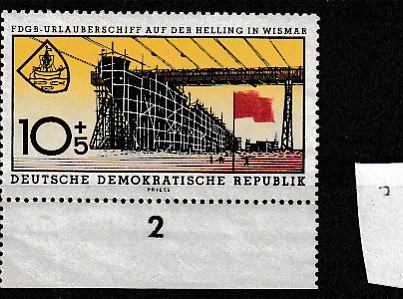 FDGB-URLAUBERSCHIFF AUF DER HELLING IN WISMAR
10+5
DEUTSCHE DEMOKRATISCHE REPUBLIK
PRIESS
2